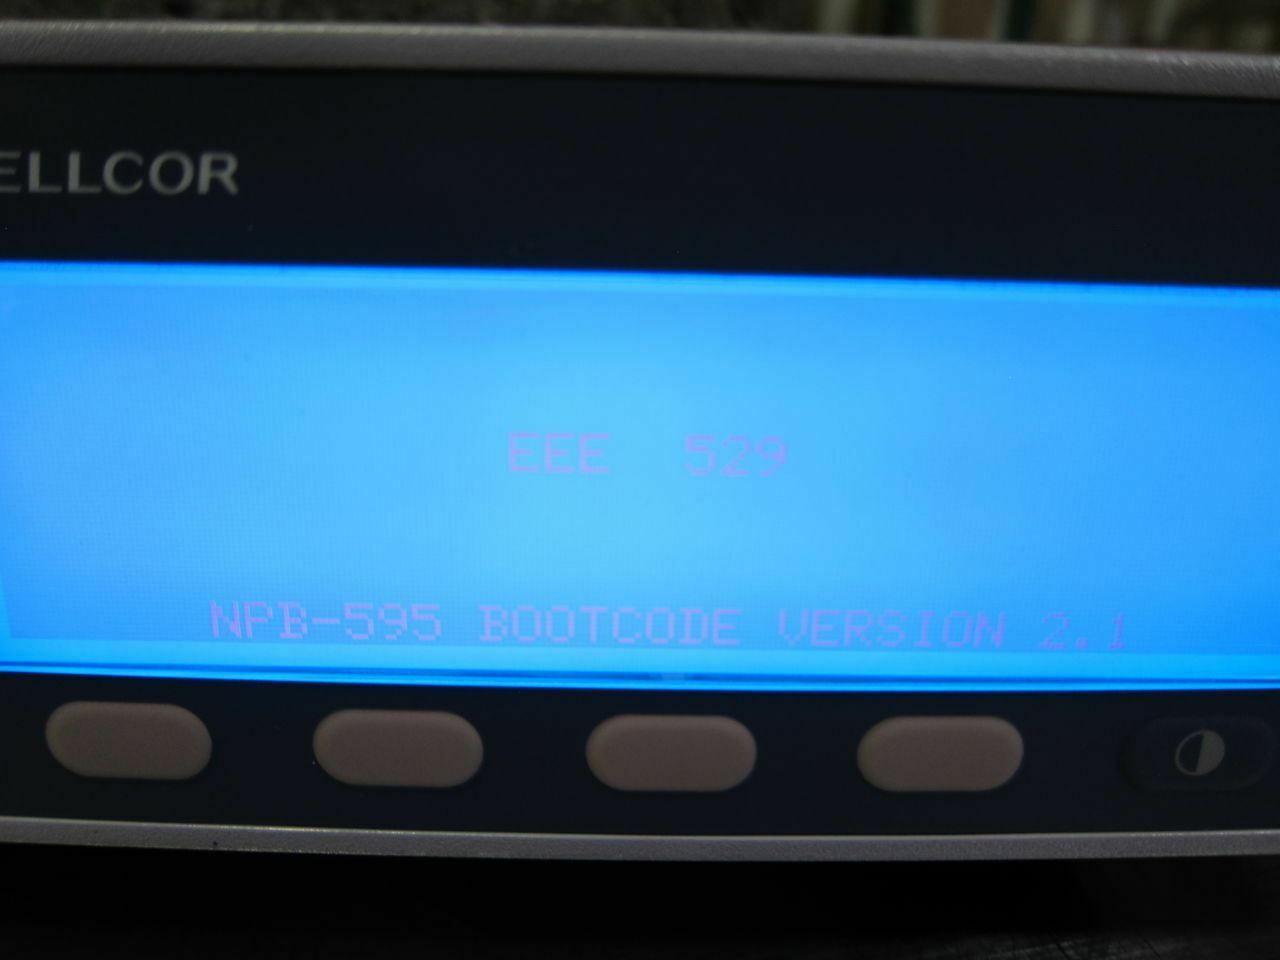 ELLCOR
EEE 529
NPB-595 BOOTCODE VERSION 2.1